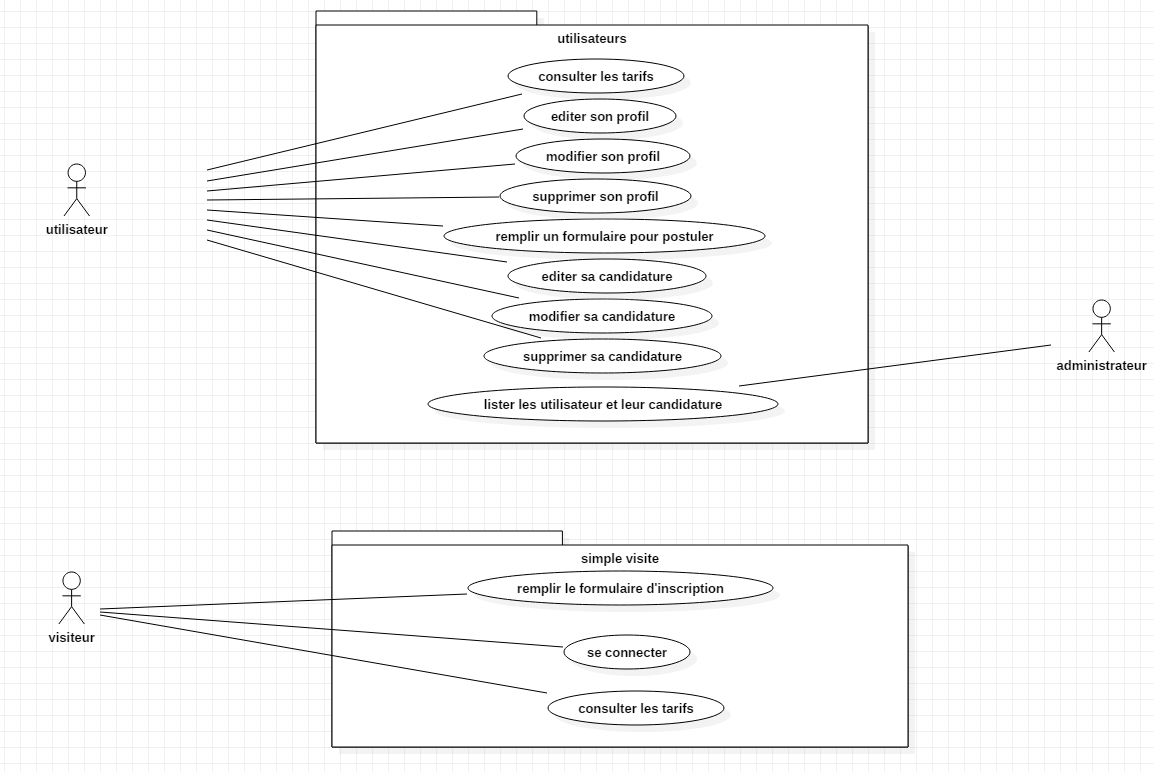 utilisateurs
consulter les tarifs
editer son profil
modifier son profil
supprimer son profil
utilisateur
remplir un formulaire pour postuler
editer sa candidature
modifier sa candidature
supprimer sa candidature
administrateur
lister les utilisateur et leur candidature
simple visite
remplir le formulaire d'inscription
visiteur
se connecter
consulter les tarifs